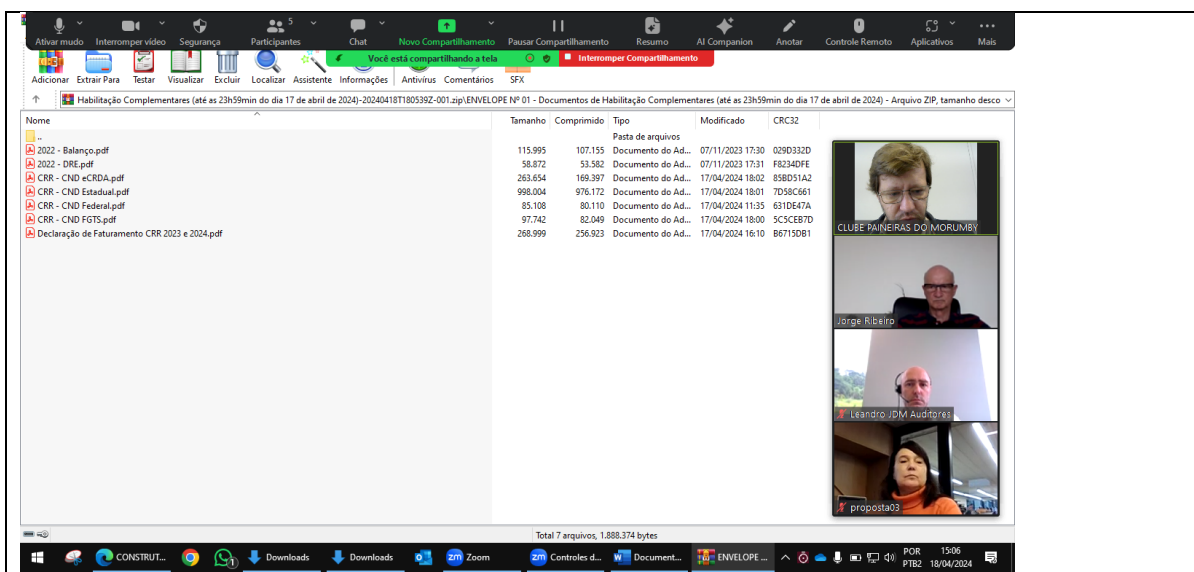 5
Ativar mudo Interromper vídeo Segurança Participantes Chat Novo Compartilhamento Pausar Compartilhamento Resumo AI Companion Anotar Controle Remoto Aplicativos Mais
Você está compartilhando a tela Interromper Compartilhamento
Adicionar Extrair Para Testar Visualizar Excluir Localizar Assistente Informações Antivírus Comentários SFX
Habilitação Complementares (até as 23h59min do dia 17 de abril de 2024)-20240418T180539Z-001.zip\ENVELOPE Nº 01 - Documentos de Habilitação Complementares (até as 23h59min do dia 17 de abril de 2024) - Arquivo ZIP, tamanho desco
Nome Tamanho Comprimido Tipo Modificado CRC32
.. Pasta de arquivos
2022 - Balanço.pdf 115.995 107.155 Documento do Ad... 07/11/2023 17:30 029D332D
2022 - DRE.pdf 58.872 53.582 Documento do Ad... 07/11/2023 17:31 F8234DFE
CRR - CND eCRDA.pdf 263.654 169.397 Documento do Ad... 17/04/2024 18:02 85BD51A2
CRR - CND Estadual.pdf 998.004 976.172 Documento do Ad... 17/04/2024 18:01 7D58C661
CRR - CND Federal.pdf 85.108 80.110 Documento do Ad... 17/04/2024 11:35 631DE47A
CRR - CND FGTS.pdf 97.742 82.049 Documento do Ad... 17/04/2024 18:00 5C5CEB7D
Declaração de Faturamento CRR 2023 e 2024.pdf 268.999 256.923 Documento do Ad... 17/04/2024 16:10 B6715DB1
CLUBE PAINEIRAS DO MORUMBY
Jorge Ribeiro
Leandro JDM Auditores
proposta03
Total 7 arquivos, 1.888.374 bytes
CONSTRUT... Downloads Downloads Zoom Controles d... Document... ENVELOPE ... POR 15:06
PTB2 18/04/2024